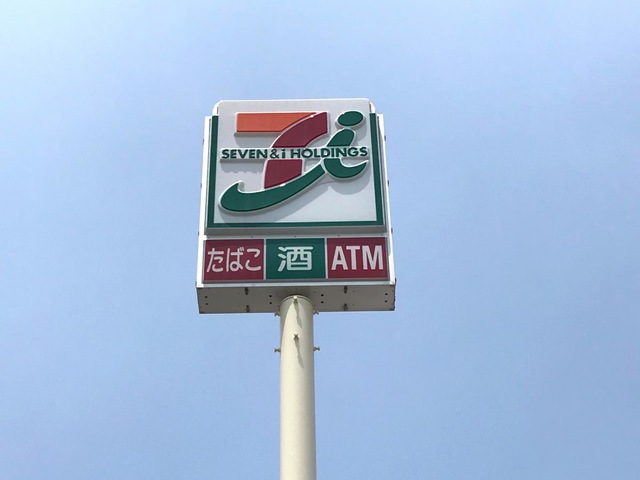 SEVEN & i HOLDINGS
たばこ 酒 ATM